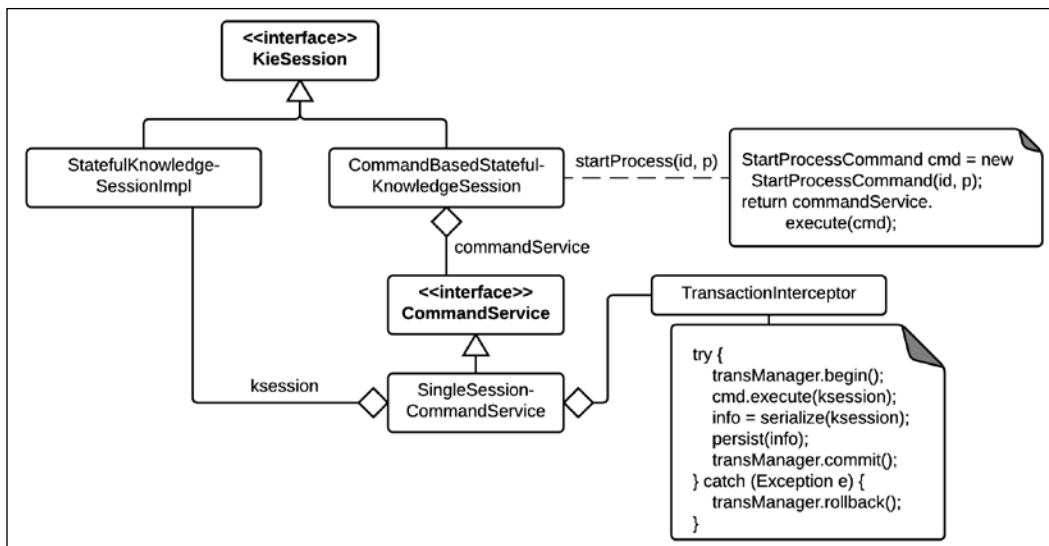 <<interface>>
KieSession
StatefulKnowledge-
SessionImpl
CommandBasedStateful-
KnowledgeSession
startProcess(id, p)
StartProcessCommand cmd = new
StartProcessCommand(id, p);
return commandService.
execute(cmd);
commandService
<<interface>>
CommandService
TransactionInterceptor
ksession
SingleSession-
CommandService
try {
transManager.begin();
cmd.execute(ksession);
info = serialize(ksession);
persist(info);
transManager.commit();
} catch (Exception e) {
transManager.rollback();
}